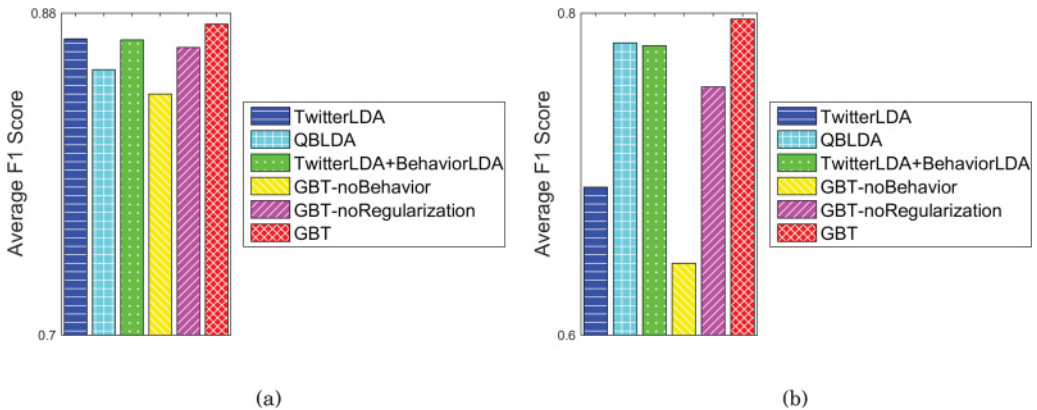 0.88
Average F1 Score
0.7
TwitterLDA
QBLDA
TwitterLDA+BehaviorLDA
GBT-noBehavior
GBT-noRegularization
GBT
(a)
0.8
Average F1 Score
0.6
TwitterLDA
QBLDA
TwitterLDA+BehaviorLDA
GBT-noBehavior
GBT-noRegularization
GBT
(b)